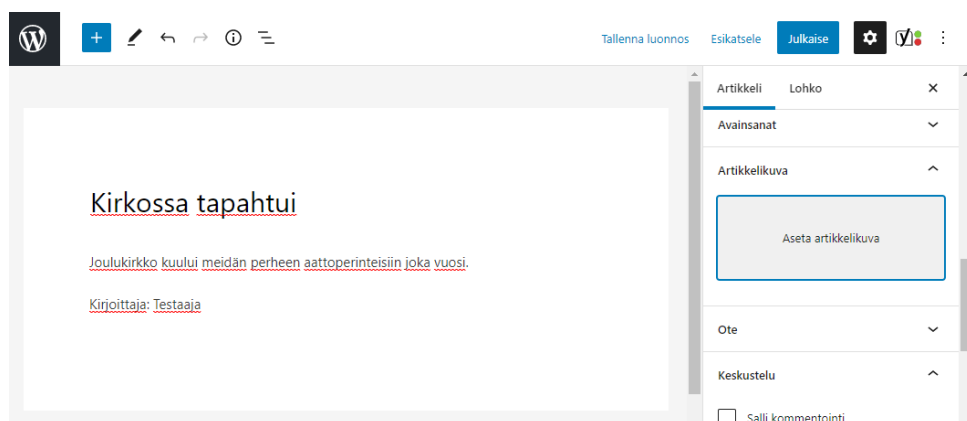 Tallenna luonnos Esikatsele Julkaise
Artikkeli Lohko
Avainsanat
Artikkelikuva
Aseta artikkelikuva
Ote
Keskustelu
Salli kommentointi
Kirkossa tapahtui
Joulukirkko kuului meidän perheen aattoperinteisiin joka vuosi.
Kirjoittaja: Testaaja